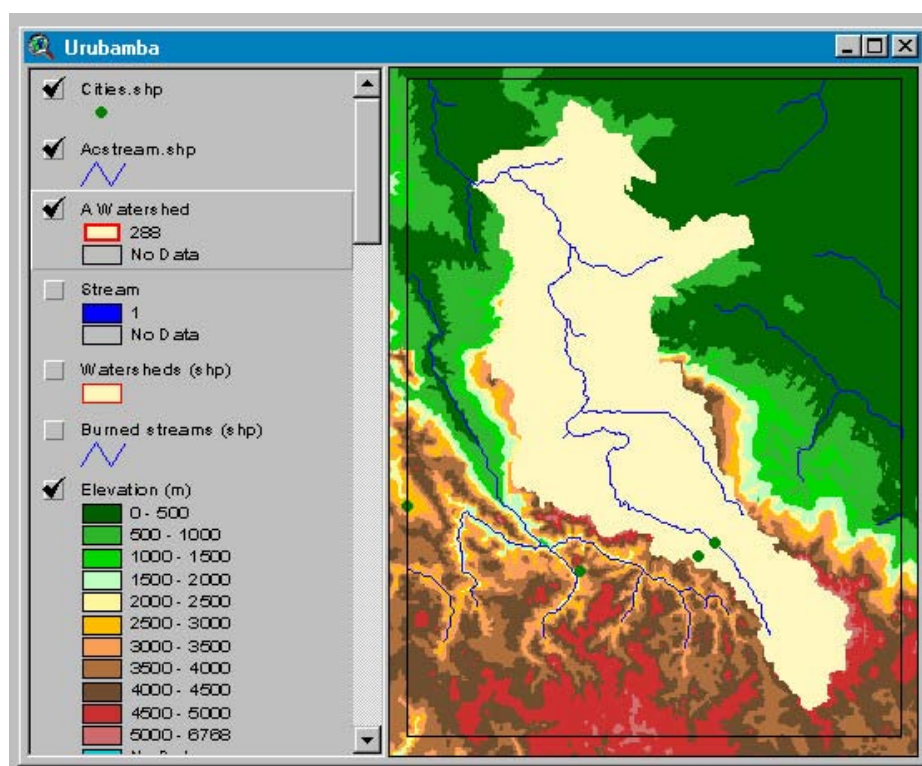 Urubamba
Cities.shp
Acstream.shp
A Watershed
288
No Data
Stream
1
No Data
Watersheds (shp)
Burned streams (shp)
Elevation (m)
0 - 500
500 - 1000
1000 - 1500
1500 - 2000
2000 - 2500
2500 - 3000
3000 - 3500
3500 - 4000
4000 - 4500
4500 - 5000
5000 - 6768